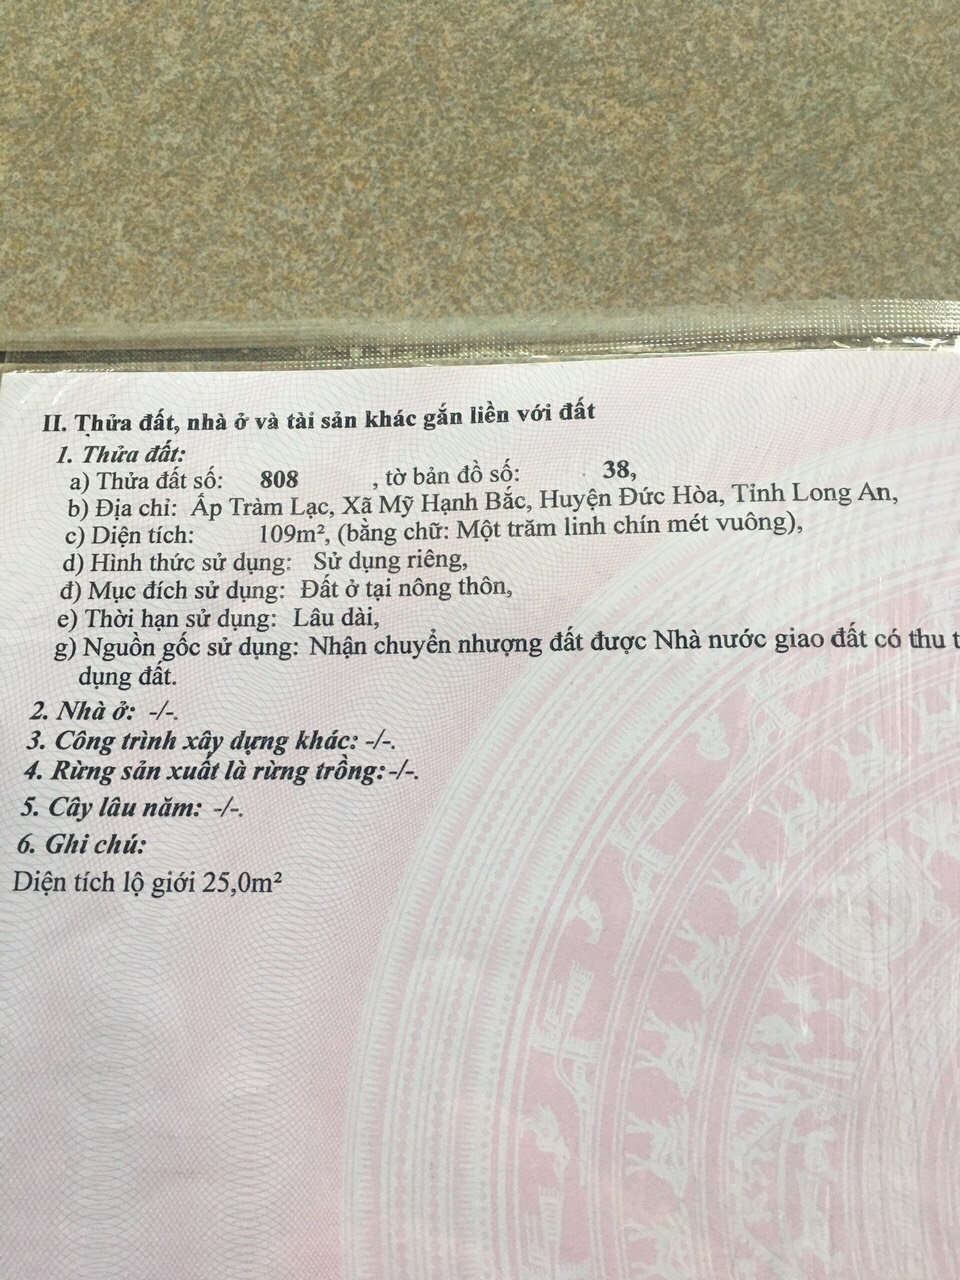 II. Thửa đất, nhà ở và tài sản khác gắn liền với đất
1. Thửa đất:
a) Thửa đất số: 808 , tờ bản đồ số: 38,
b) Địa chỉ: Ấp Tràm Lạc, Xã Mỹ Hạnh Bắc, Huyện Đức Hòa, Tỉnh Long An,
c) Diện tích: 109m², (bằng chữ: Một trăm linh chín mét vuông),
d) Hình thức sử dụng: Sử dụng riêng,
đ) Mục đích sử dụng: Đất ở tại nông thôn,
e) Thời hạn sử dụng: Lâu dài,
g) Nguồn gốc sử dụng: Nhận chuyển nhượng đất được Nhà nước giao đất có thu
dụng đất.
2. Nhà ở: -/-.
3. Công trình xây dựng khác: -/-.
4. Rừng sản xuất là rừng trồng: -/-.
5. Cây lâu năm: -/-.
6. Ghi chú:
Diện tích lộ giới 25,0m²